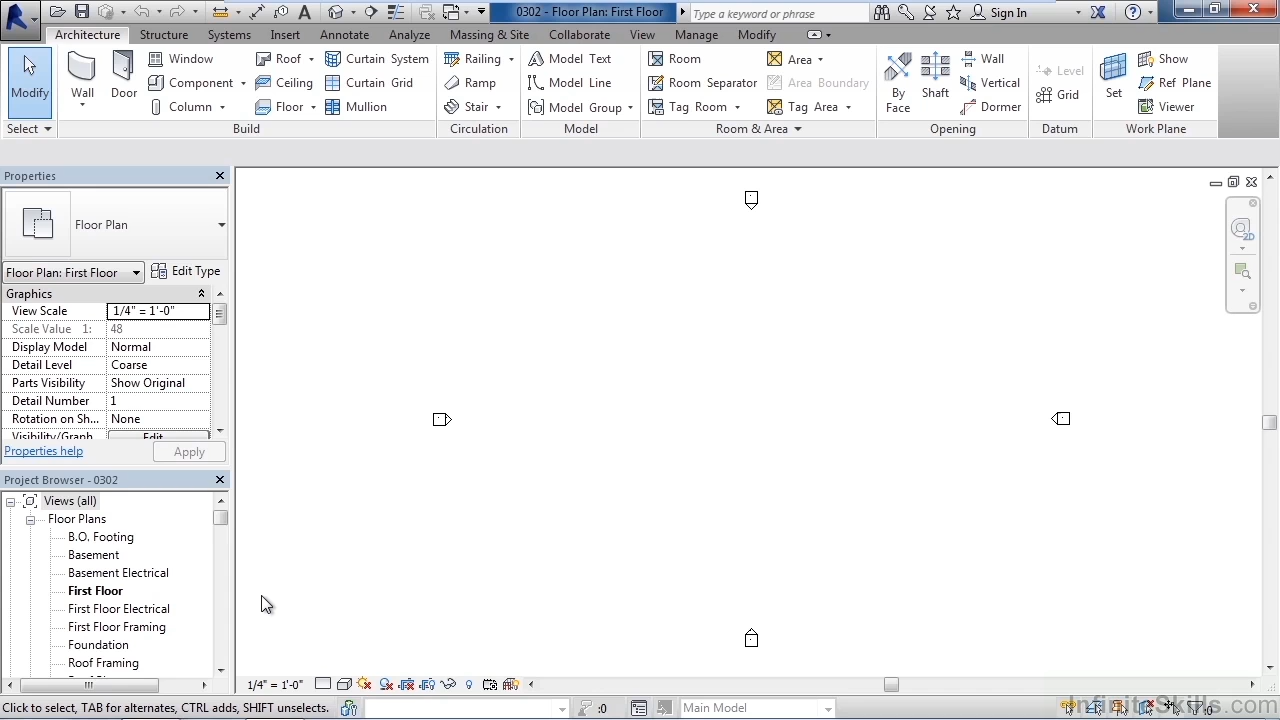 0302 - Floor Plan: First Floor
Type a keyword or phrase
Sign In
Architecture Structure Systems Insert Annotate Analyze Massing & Site Collaborate View Manage Modify
Modify
Select
Wall
Door
Window
Component
Column
Roof
Ceiling
Floor
Curtain System
Curtain Grid
Mullion
Build
Railing
Ramp
Stair
Circulation
Model Text
Model Line
Model Group
Model
Room
Room Separator
Tag Room
Area
Area Boundary
Tag Area
Room & Area
By Face
Shaft
Wall
Vertical
Dormer
Opening
Level
Grid
Datum
Set
Show
Ref Plane
Viewer
Work Plane
Properties
Floor Plan
Floor Plan: First Floor
Edit Type
Graphics
View Scale 1/4" = 1'-0"
Scale Value 1: 48
Display Model Normal
Detail Level Coarse
Parts Visibility Show Original
Detail Number 1
Rotation on Sh... None
Visibility/Graph Edit
Properties help
Apply
Project Browser - 0302
Views (all)
Floor Plans
B.O. Footing
Basement
Basement Electrical
First Floor
First Floor Electrical
First Floor Framing
Foundation
Roof Framing
2D
1/4" = 1'-0"
Click to select, TAB for alternates, CTRL adds, SHIFT unselects.
:0
Main Model
InfiniteSkills.com
:0